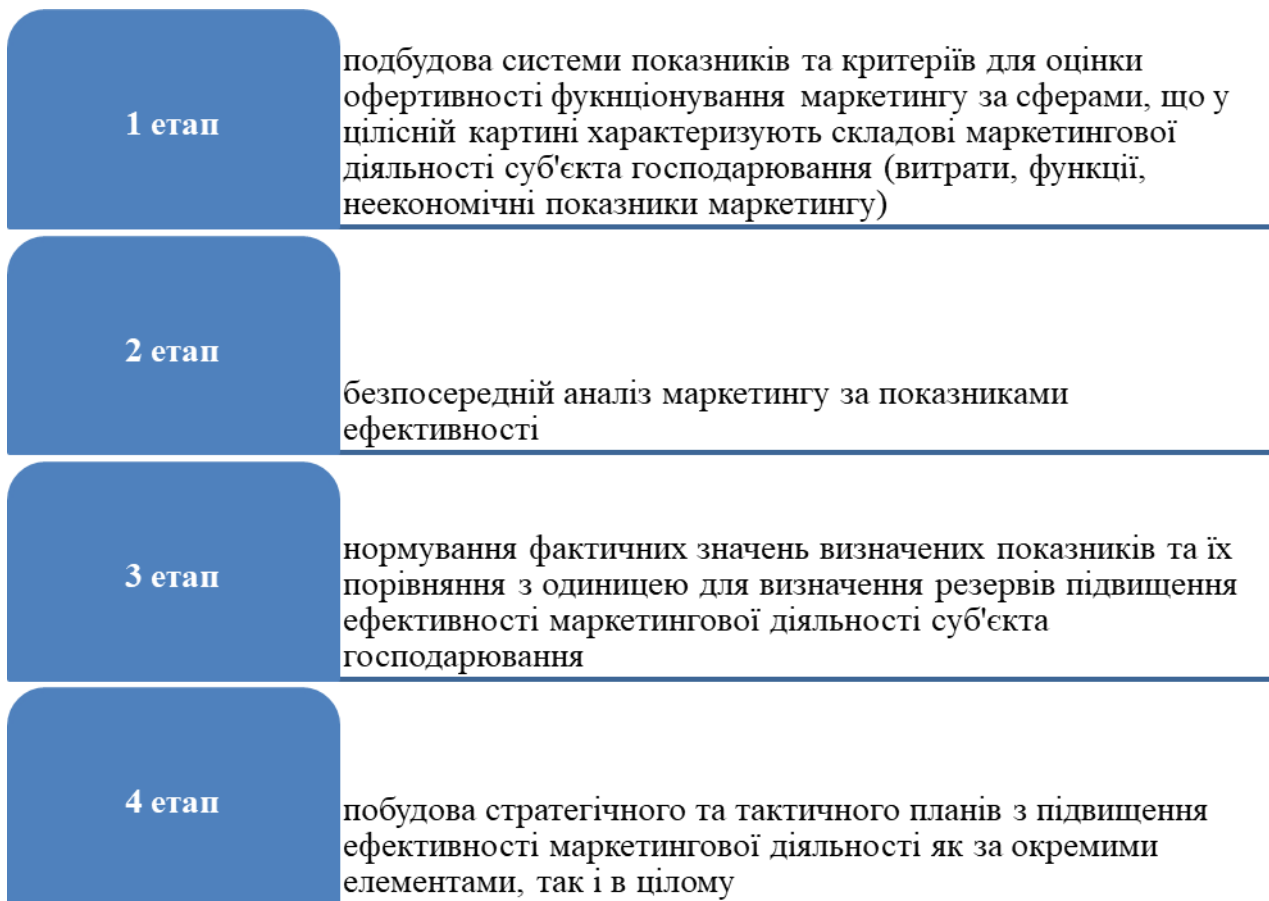 1 етап
подбудова системи показників та критеріїв для оцінки
офертивності фукнціонування маркетингу за сферами, що у
цілісній картині характеризують складові маркетингової
діяльності суб'єкта господарювання (витрати, функції,
неекономічні показники маркетингу)
2 етап
безпосередній аналіз маркетингу за показниками
ефективності
3 етап
нормування фактичних значень визначених показників та їх
порівняння з одиницею для визначення резервів підвищення
ефективності маркетингової діяльності суб'єкта
господарювання
4 етап
побудова стратегічного та тактичного планів з підвищення
ефективності маркетингової діяльності як за окремими
елементами, так і в цілому